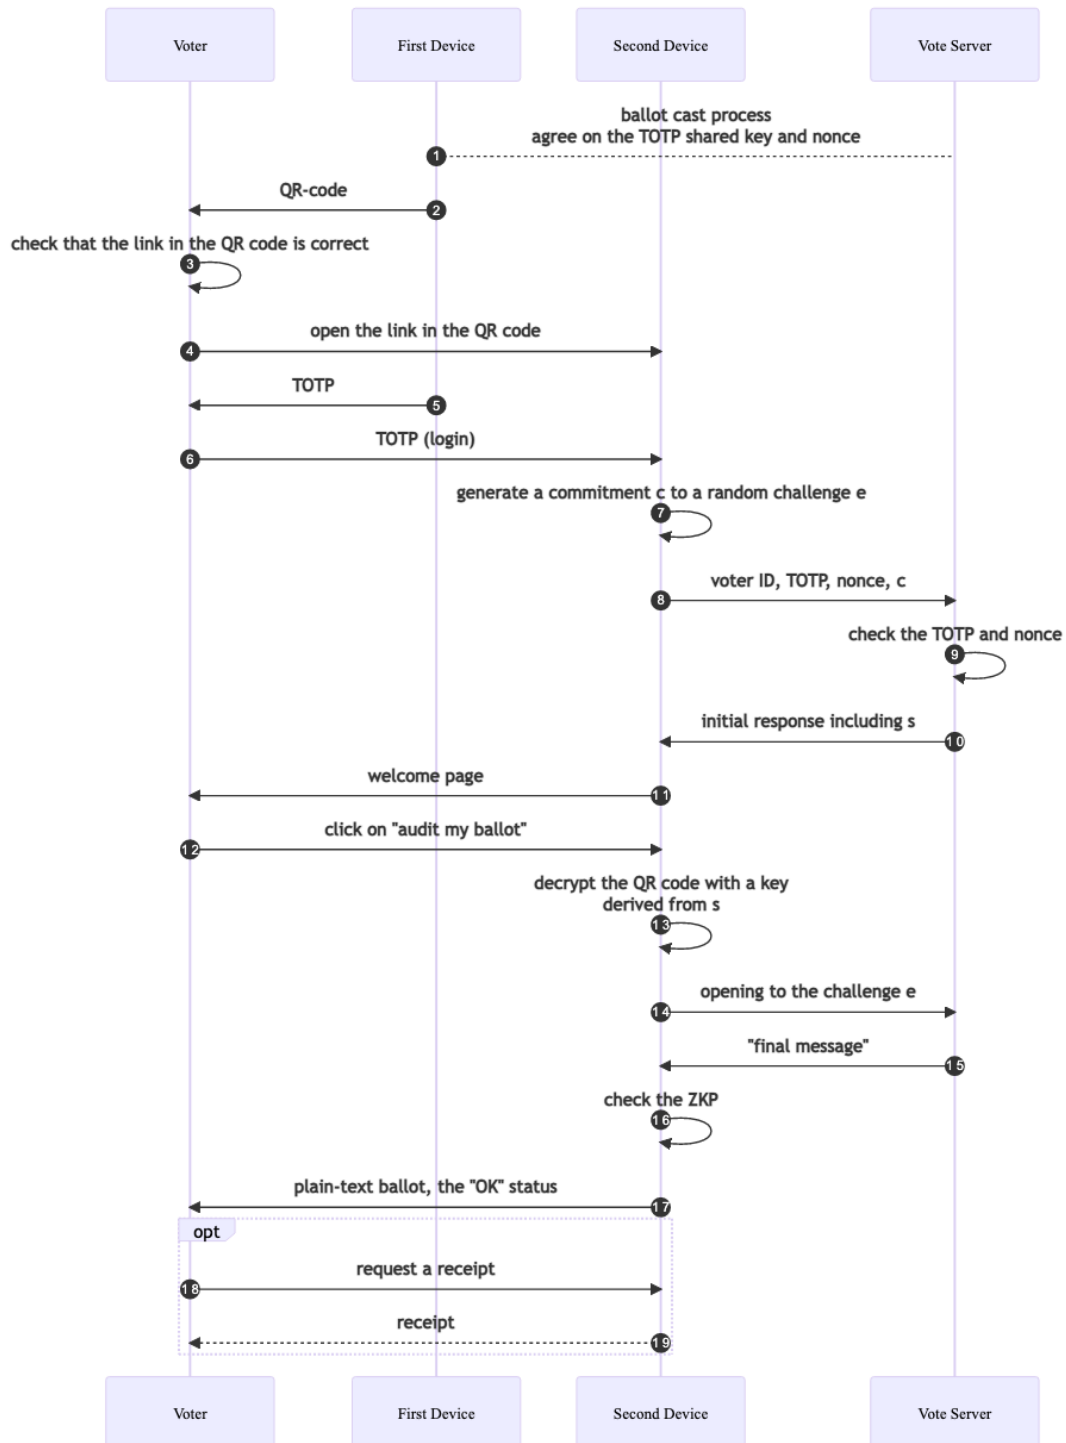 Voter
First Device
Second Device
Vote Server
ballot cast process
agree on the TOTP shared key and nonce
1
QR-code
2
check that the link in the QR code is correct
3
open the link in the QR code
4
TOTP
5
TOTP (login)
6
generate a commitment c to a random challenge e
7
voter ID, TOTP, nonce, c
8
check the TOTP and nonce
9
initial response including s
10
welcome page
11
click on "audit my ballot"
12
decrypt the QR code with a key
derived from s
13
opening to the challenge e
14
"final message"
15
check the ZKP
16
plain-text ballot, the "OK" status
17
opt
request a receipt
18
receipt
19
Voter
First Device
Second Device
Vote Server